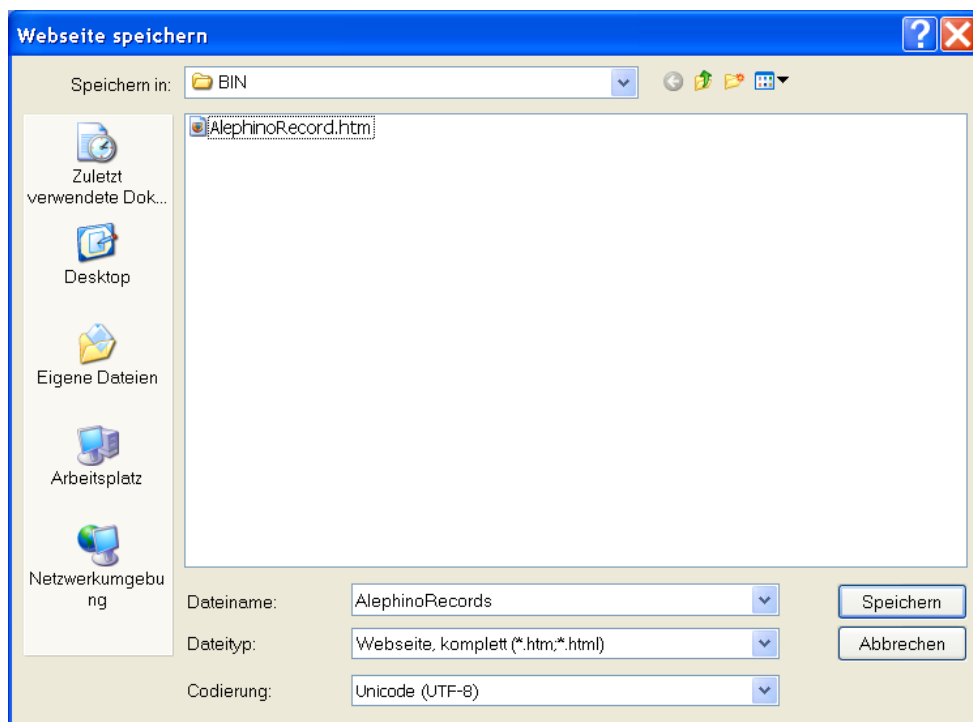 Webseite speichern
Speichern in:
BIN
AlephinoRecord.htm
Zuletzt
verwendete Dok...
Desktop
Eigene Dateien
Arbeitsplatz
Netzwerkumgebu
ng
Dateiname:
AlephinoRecords
Speichern
Dateityp:
Webseite, komplett (*.htm;*.html)
Abbrechen
Codierung:
Unicode (UTF-8)